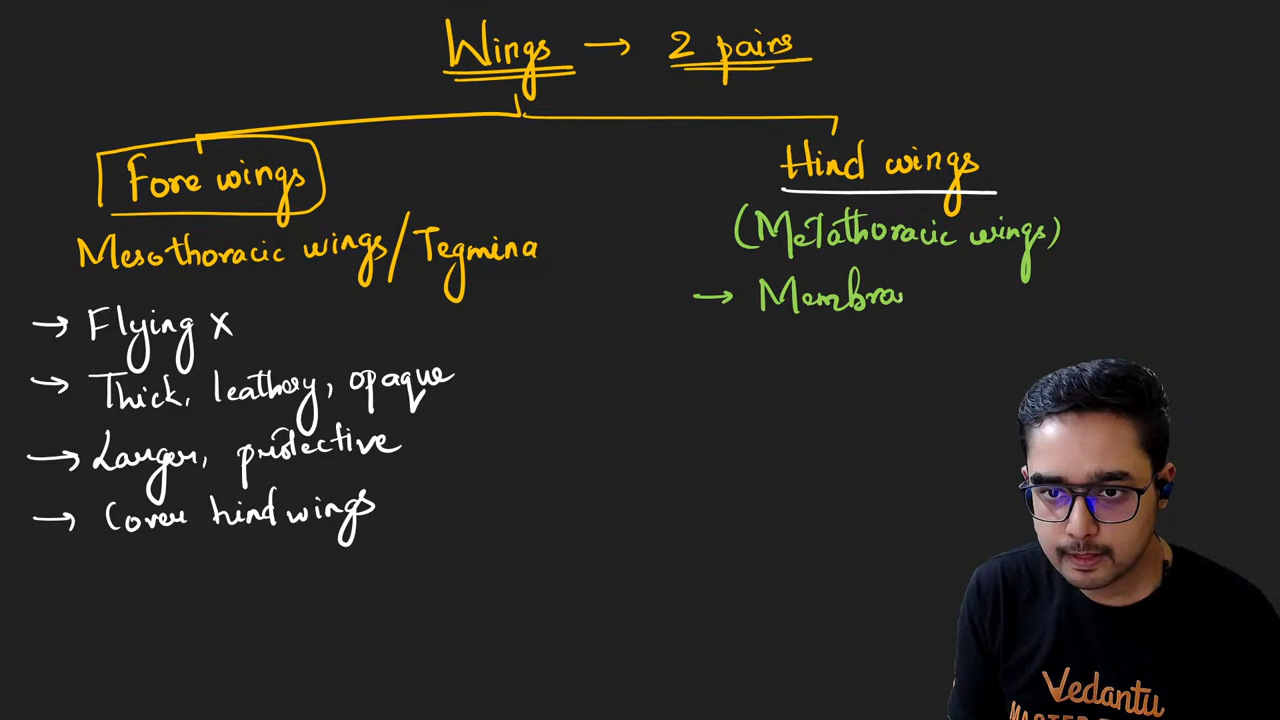 Wings → 2 pairs
Fore wings
Mesothoracic wings/Tegmina
→ Flying x
→ Thick, leathery, opaque
→ Larger, protective
→ Cover hind wings
Hind wings
(Metathoracic wings)
→ Membra
Vedantu
MASTER